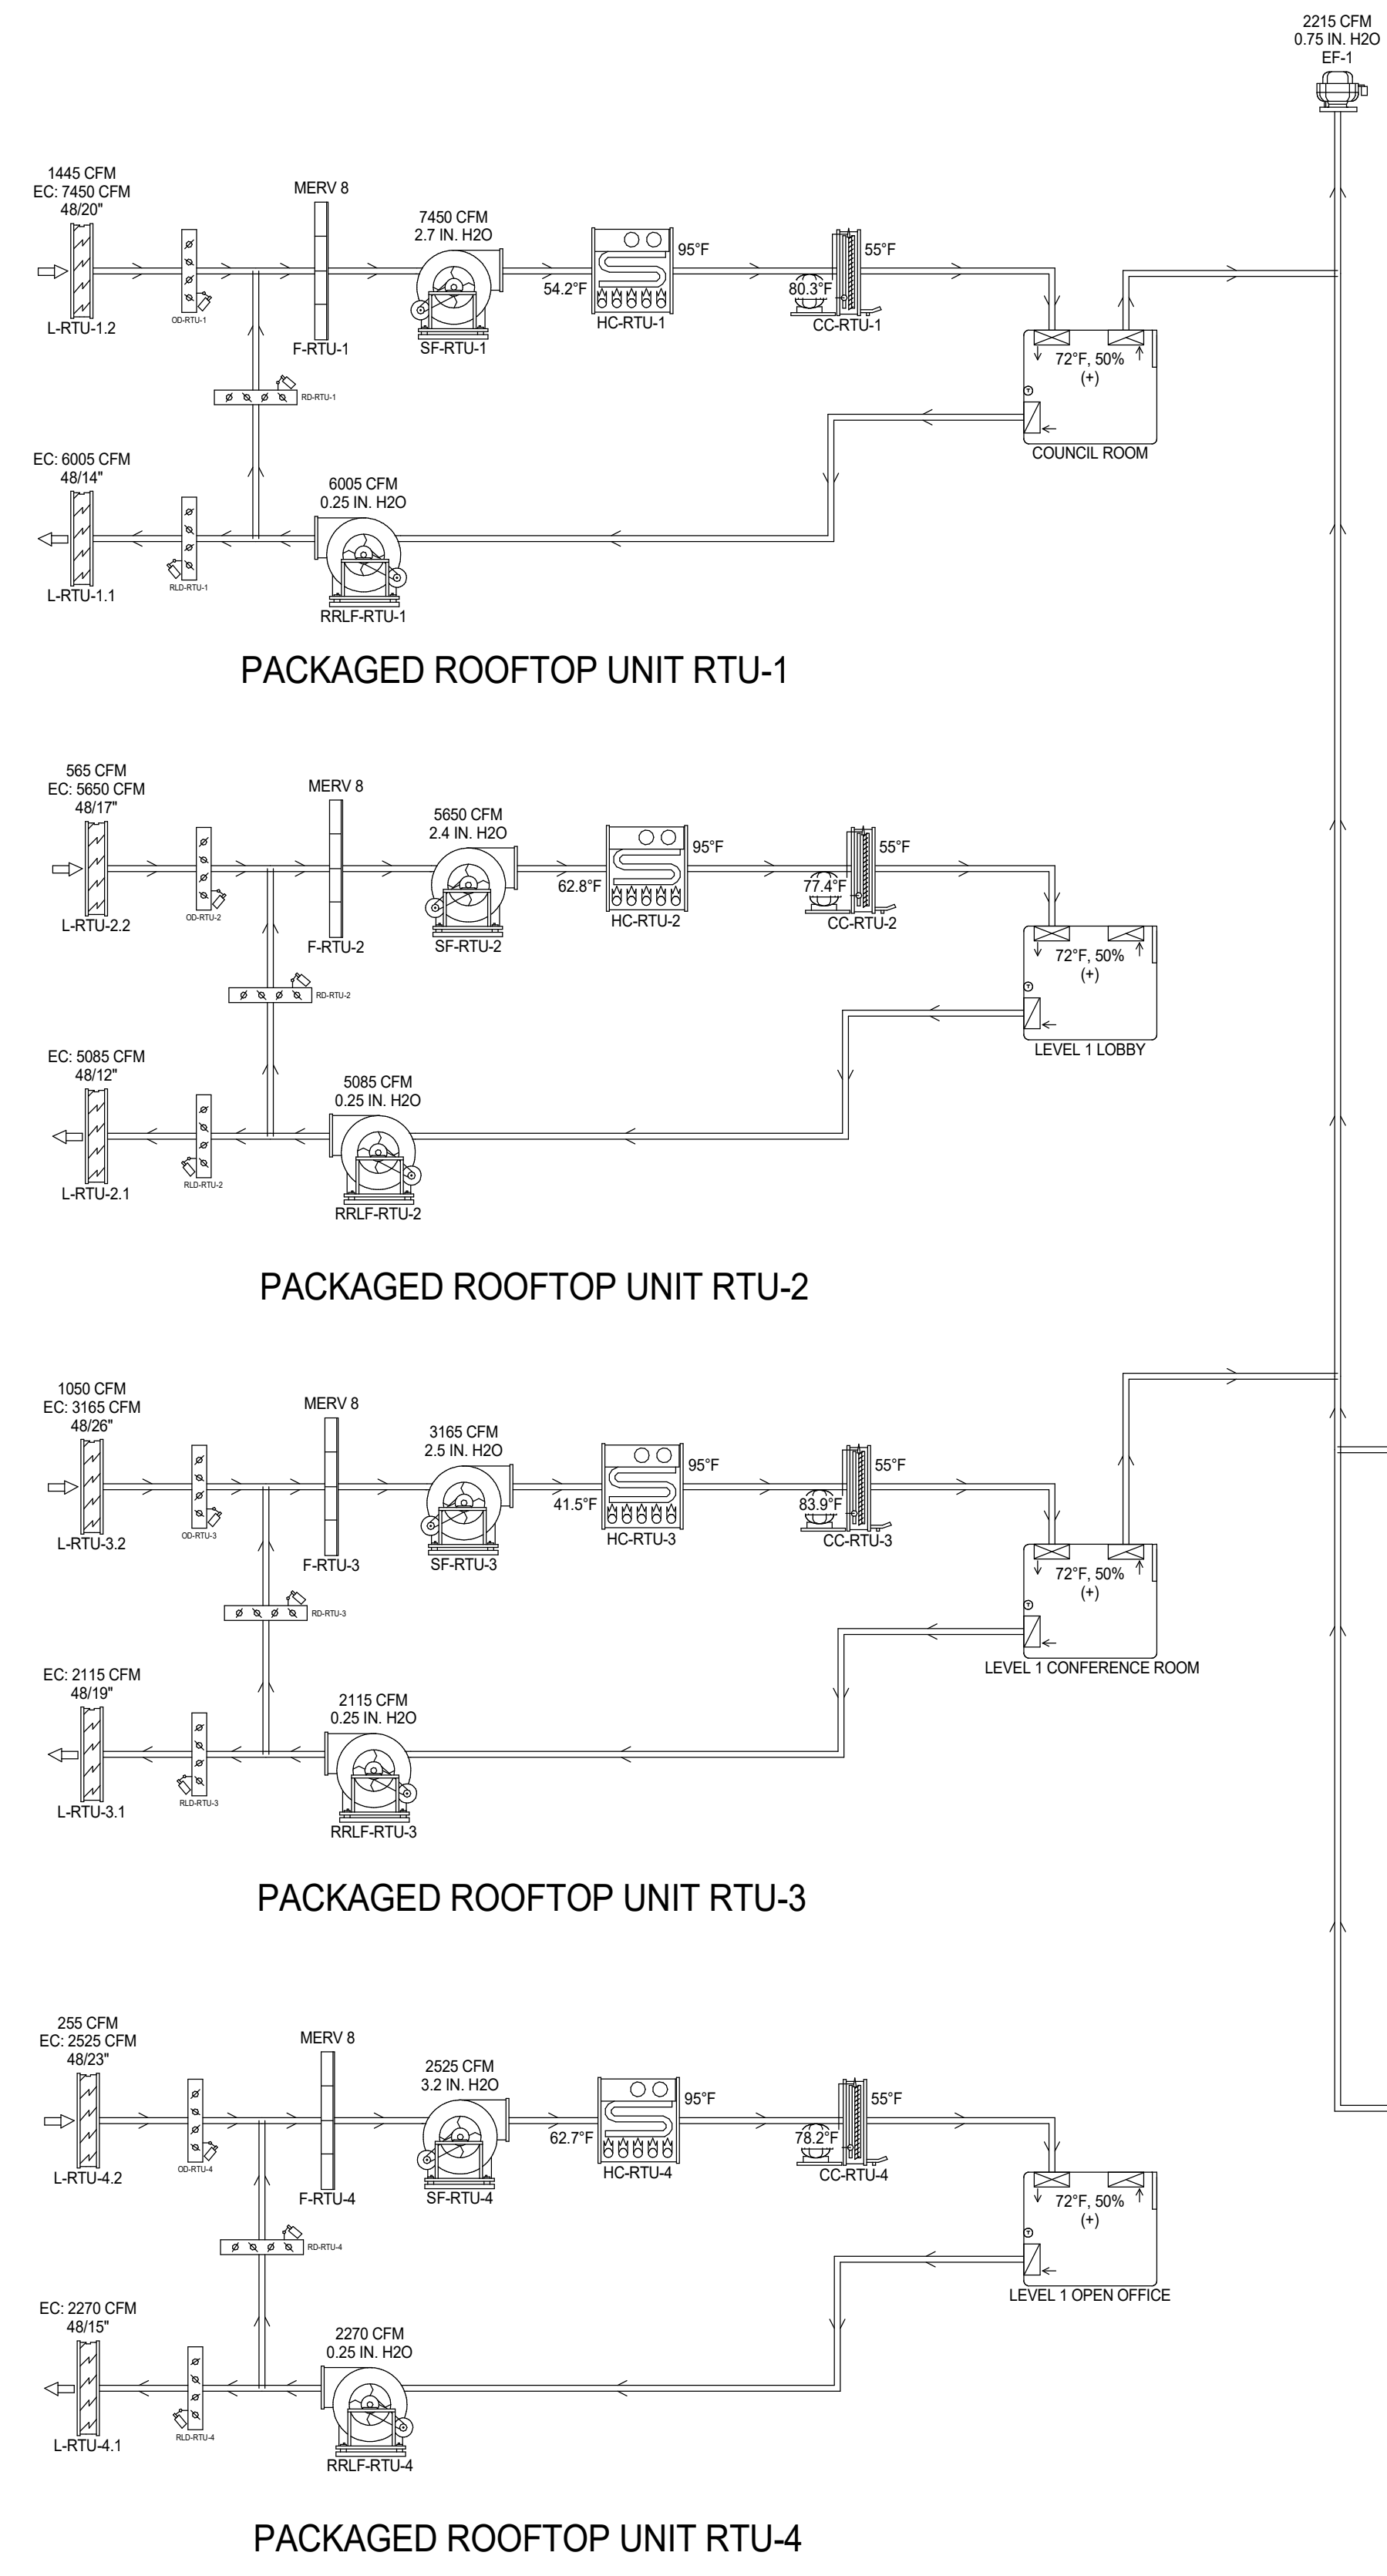 2215 CFM
0.75 IN. H2O
EF-1
1445 CFM
EC: 7450 CFM
48/20"
L-RTU-1.2
OD-RTU-1
MERV 8
F-RTU-1
7450 CFM
2.7 IN. H2O
SF-RTU-1
54.2°F
95°F
HC-RTU-1
80.3°F
55°F
CC-RTU-1
72°F, 50%
(+)
T
COUNCIL ROOM
RD-RTU-1
EC: 6005 CFM
48/14"
L-RTU-1.1
RLD-RTU-1
6005 CFM
0.25 IN. H2O
RRLF-RTU-1
PACKAGED ROOFTOP UNIT RTU-1
565 CFM
EC: 5650 CFM
48/17"
L-RTU-2.2
OD-RTU-2
MERV 8
F-RTU-2
5650 CFM
2.4 IN. H2O
SF-RTU-2
62.8°F
95°F
HC-RTU-2
77.4°F
55°F
CC-RTU-2
72°F, 50%
(+)
T
LEVEL 1 LOBBY
RD-RTU-2
EC: 5085 CFM
48/12"
L-RTU-2.1
RLD-RTU-2
5085 CFM
0.25 IN. H2O
RRLF-RTU-2
PACKAGED ROOFTOP UNIT RTU-2
1050 CFM
EC: 3165 CFM
48/26"
L-RTU-3.2
OD-RTU-3
MERV 8
F-RTU-3
3165 CFM
2.5 IN. H2O
SF-RTU-3
41.5°F
95°F
HC-RTU-3
83.9°F
55°F
CC-RTU-3
72°F, 50%
(+)
T
LEVEL 1 CONFERENCE ROOM
RD-RTU-3
EC: 2115 CFM
48/19"
L-RTU-3.1
RLD-RTU-3
2115 CFM
0.25 IN. H2O
RRLF-RTU-3
PACKAGED ROOFTOP UNIT RTU-3
255 CFM
EC: 2525 CFM
48/23"
L-RTU-4.2
OD-RTU-4
MERV 8
F-RTU-4
2525 CFM
3.2 IN. H2O
SF-RTU-4
62.7°F
95°F
HC-RTU-4
78.2°F
55°F
CC-RTU-4
72°F, 50%
(+)
T
LEVEL 1 OPEN OFFICE
RD-RTU-4
EC: 2270 CFM
48/15"
L-RTU-4.1
RLD-RTU-4
2270 CFM
0.25 IN. H2O
RRLF-RTU-4
PACKAGED ROOFTOP UNIT RTU-4